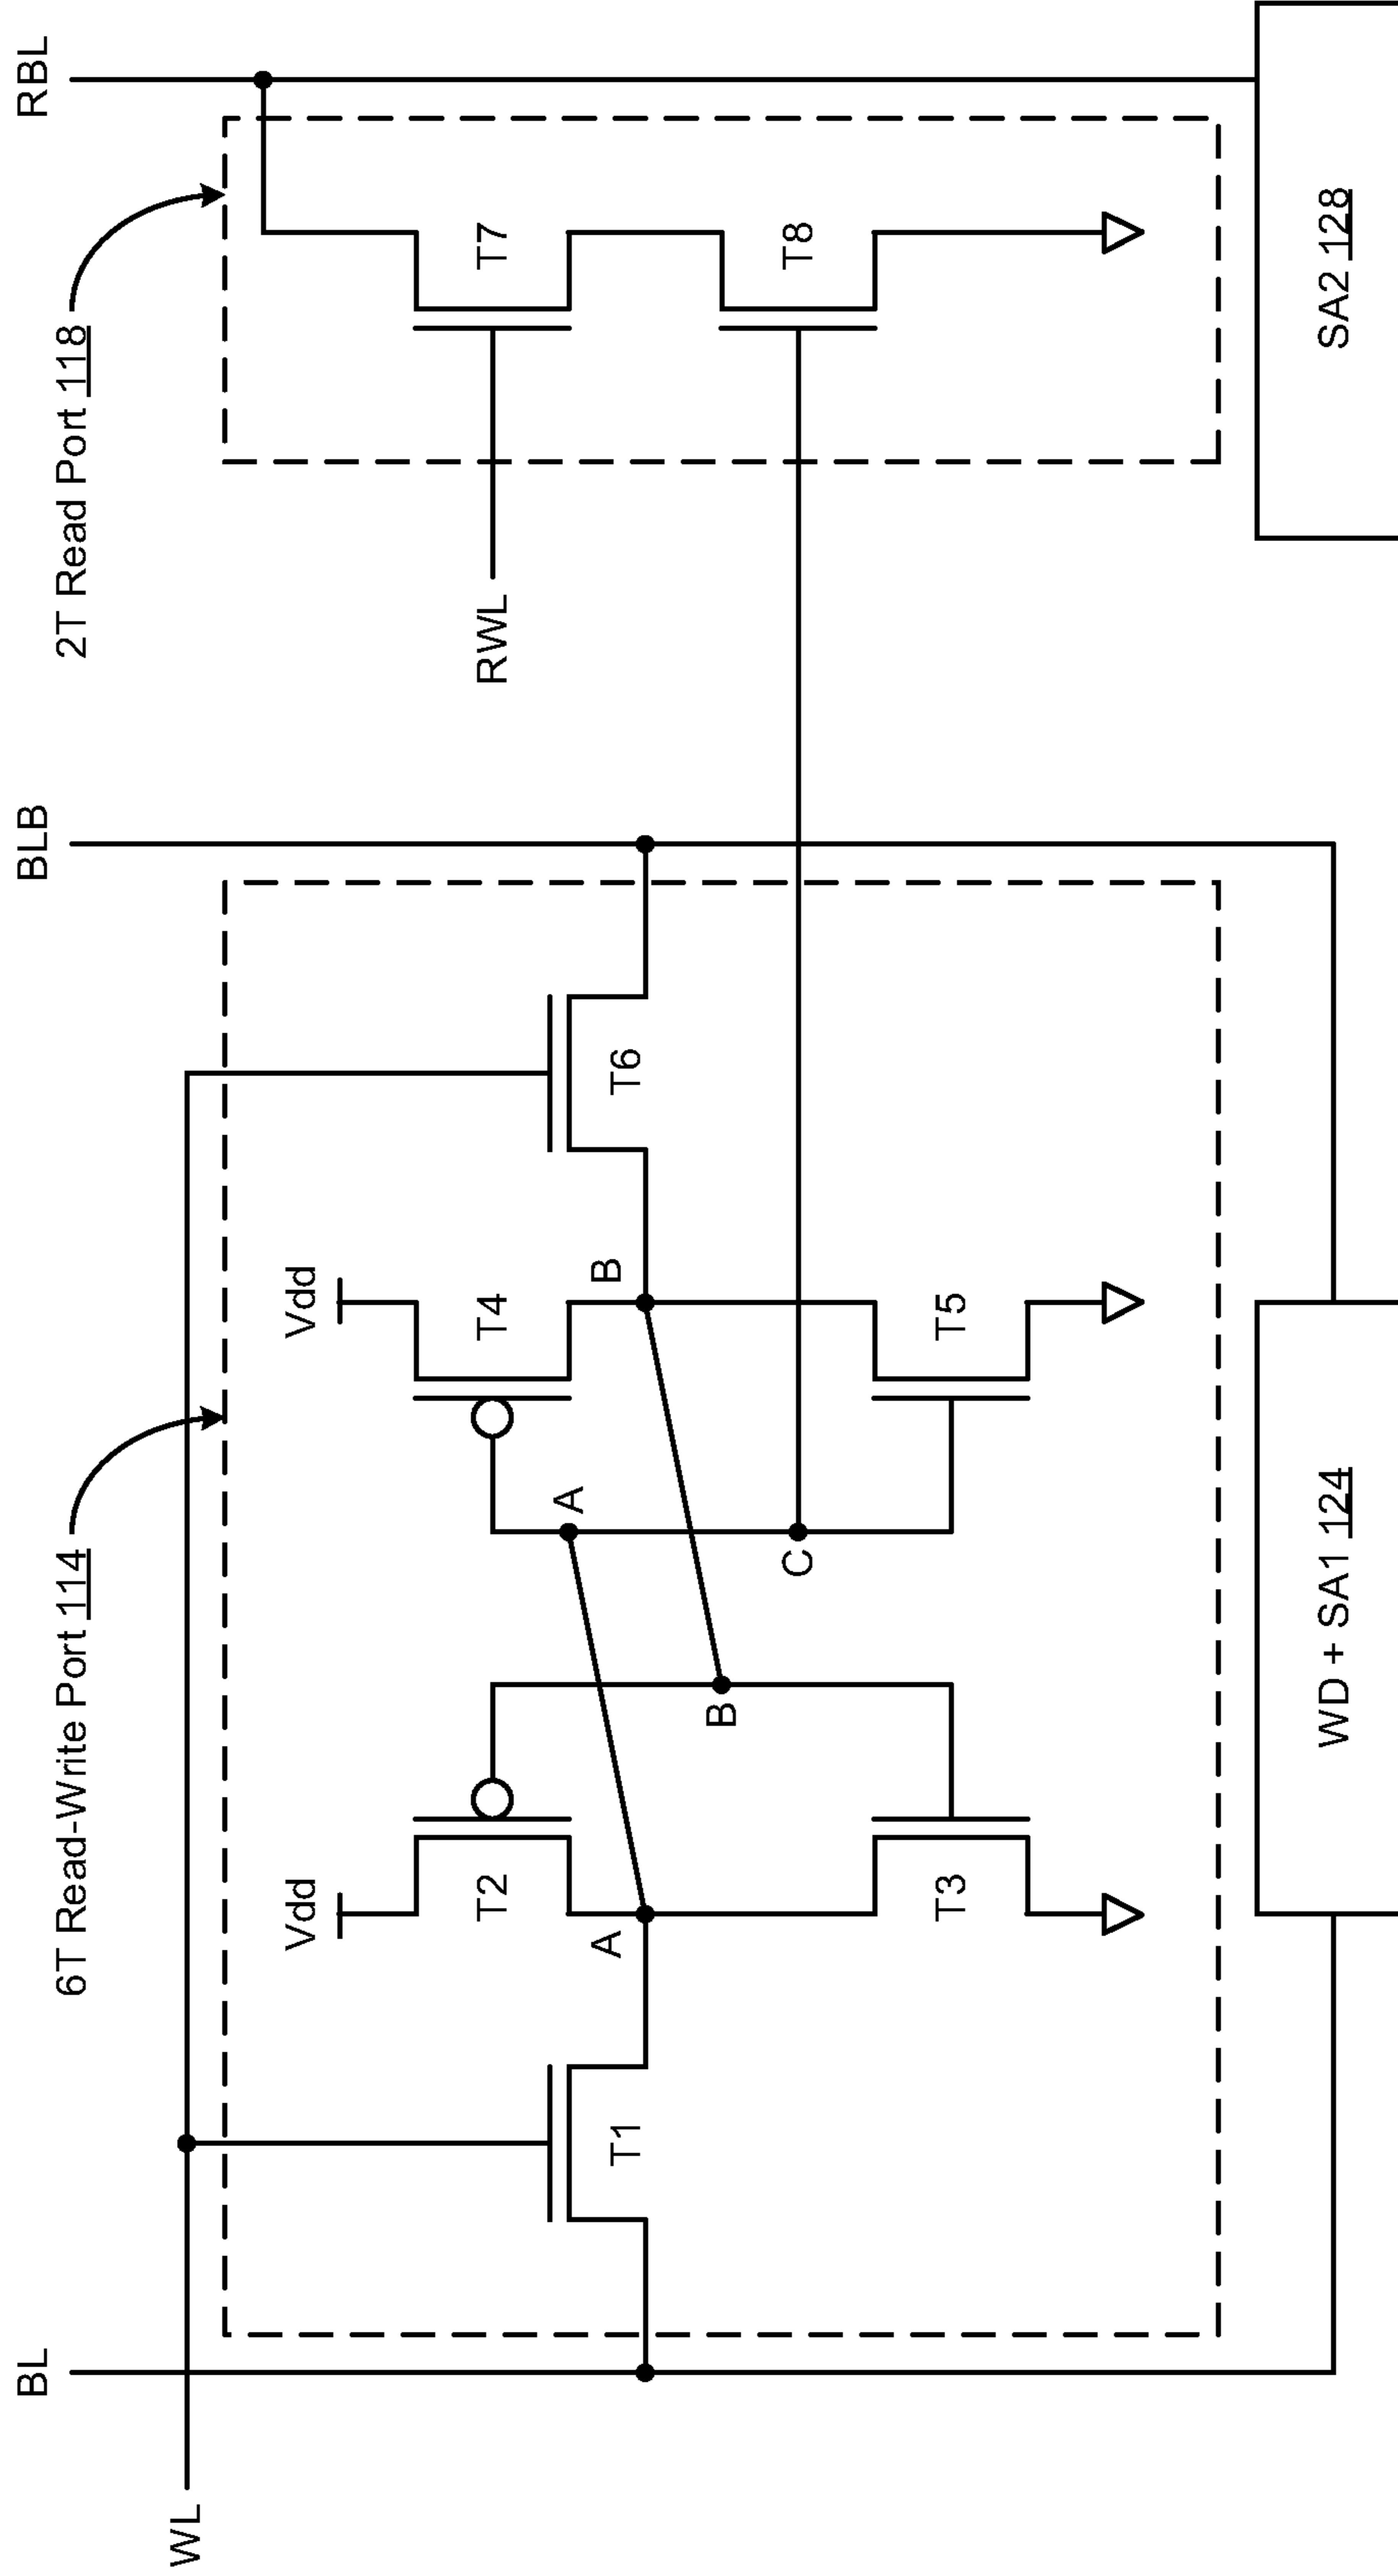 6T Read-Write Port 114
2T Read Port 118
BL
BLB
RBL
WL
Vdd
Vdd
T2
T4
RWL
T7
A
B
T1
A
T6
B
C
T8
T3
T5
WD + SA1 124
SA2 128